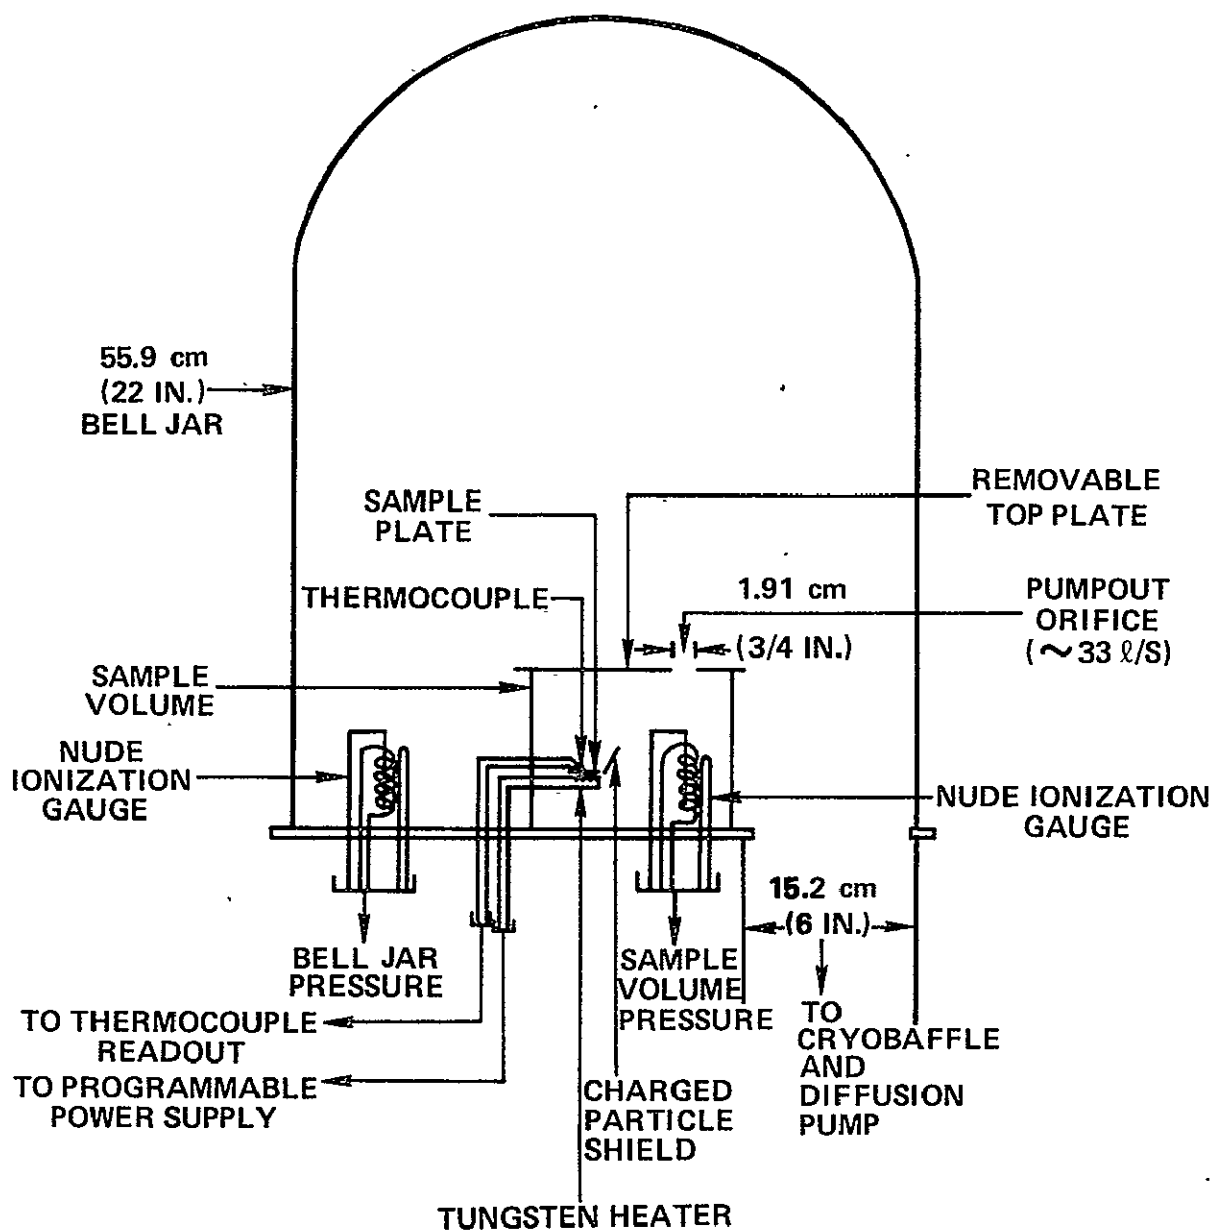 55.9 cm
(22 IN.)
BELL JAR
SAMPLE
PLATE
REMOVABLE
TOP PLATE
THERMOCOUPLE
1.91 cm
(3/4 IN.)
PUMPOUT
ORIFICE
(~33 ℓ/S)
SAMPLE
VOLUME
NUDE
IONIZATION
GAUGE
NUDE IONIZATION
GAUGE
15.2 cm
(6 IN.)
BELL JAR
PRESSURE
SAMPLE
VOLUME
PRESSURE
TO
CRYOBAFFLE
AND
DIFFUSION
PUMP
TO THERMOCOUPLE
READOUT
TO PROGRAMMABLE
POWER SUPPLY
CHARGED
PARTICLE
SHIELD
TUNGSTEN HEATER